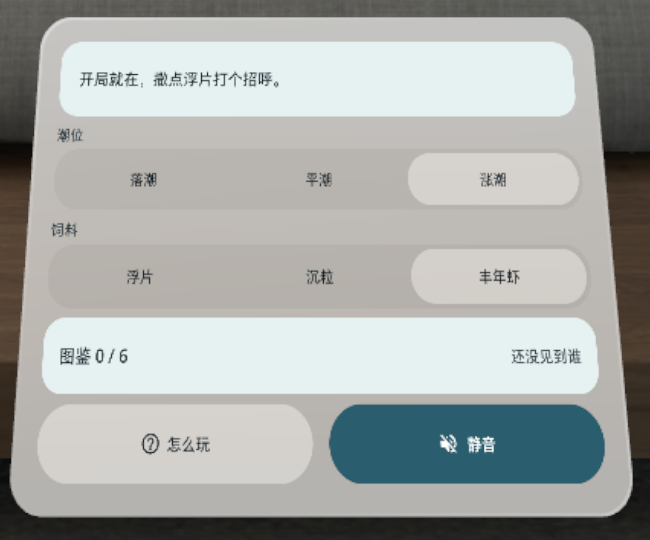 开局就在，撒点浮片打个招呼。
潮位
落潮
平潮
涨潮
饲料
浮片
沉粒
丰年虾
图鉴 0 / 6
还没见到谁
怎么玩
静音